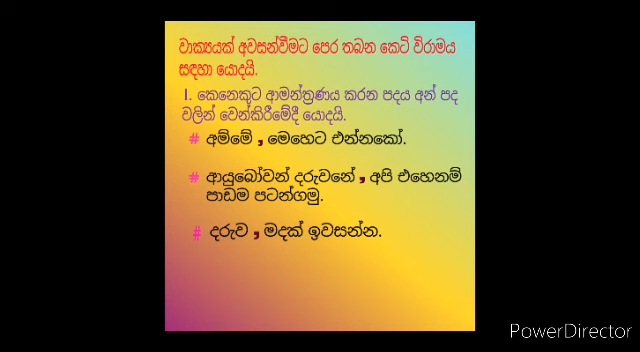 වාක්‍යයක් අවසන්වීමට පෙර තබන කෙටි විරාමය
සඳහා යොදයි.
1. කෙනෙකුට ආමන්ත්‍රණය කරන පදය අන් පද
වලින් වෙන්කිරීමේදී යොදයි.
# අම්මේ , මෙහෙට එන්නකෝ.
# ආයුබෝවන් දරුවනේ , අපි එහෙනම්
පාඩම පටන්ගමු.
# දරුව , මදක් ඉවසන්න.
PowerDirector